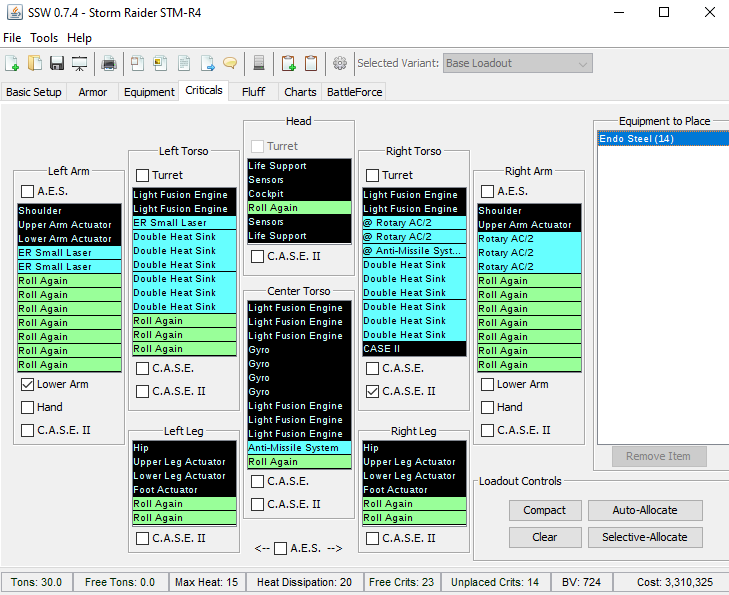 SSW 0.7.4 - Storm Raider STM-R4
File Tools Help
Selected Variant: Base Loadout
Basic Setup Armor Equipment Criticals Fluff Charts BattleForce
Head
Turret
Life Support
Sensors
Cockpit
Roll Again
Sensors
Life Support
C.A.S.E. II
Left Arm
A.E.S.
Shoulder
Upper Arm Actuator
Lower Arm Actuator
ER Small Laser
ER Small Laser
Roll Again
Roll Again
Roll Again
Roll Again
Roll Again
Roll Again
Roll Again
Lower Arm
Hand
C.A.S.E. II
Left Torso
Turret
Light Fusion Engine
Light Fusion Engine
ER Small Laser
Double Heat Sink
Double Heat Sink
Double Heat Sink
Double Heat Sink
Double Heat Sink
Double Heat Sink
Roll Again
Roll Again
Roll Again
C.A.S.E.
C.A.S.E. II
Center Torso
Light Fusion Engine
Light Fusion Engine
Light Fusion Engine
Gyro
Gyro
Gyro
Gyro
Light Fusion Engine
Light Fusion Engine
Light Fusion Engine
Anti-Missile System
Roll Again
C.A.S.E.
C.A.S.E. II
Right Torso
Turret
Light Fusion Engine
Light Fusion Engine
@ Rotary AC/2
@ Rotary AC/2
@ Anti-Missile Syst...
Double Heat Sink
Double Heat Sink
Double Heat Sink
Double Heat Sink
Double Heat Sink
Double Heat Sink
CASE II
C.A.S.E.
C.A.S.E. II
Right Arm
A.E.S.
Shoulder
Upper Arm Actuator
Rotary AC/2
Rotary AC/2
Rotary AC/2
Roll Again
Roll Again
Roll Again
Roll Again
Roll Again
Roll Again
Roll Again
Lower Arm
Hand
C.A.S.E. II
Left Leg
Hip
Upper Leg Actuator
Lower Leg Actuator
Foot Actuator
Roll Again
Roll Again
C.A.S.E. II
<-- A.E.S. -->
Right Leg
Hip
Upper Leg Actuator
Lower Leg Actuator
Foot Actuator
Roll Again
Roll Again
C.A.S.E. II
Equipment to Place
Endo Steel (14)
Remove Item
Loadout Controls
Compact Auto-Allocate
Clear Selective-Allocate
Tons: 30.0 Free Tons: 0.0 Max Heat: 15 Heat Dissipation: 20 Free Crits: 23 Unplaced Crits: 14 BV: 724 Cost: 3,310,325